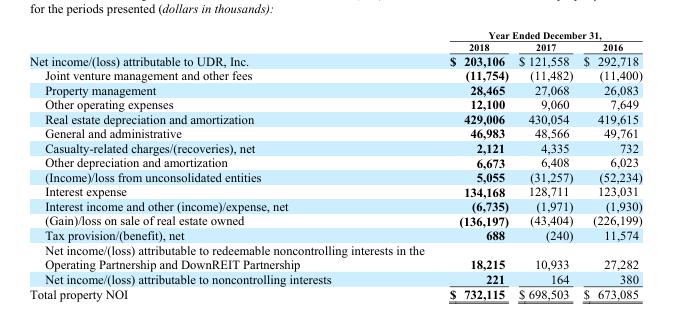 for the periods presented (dollars in thousands):
Year Ended December 31,
2018 2017 2016
Net income/(loss) attributable to UDR, Inc. $ 203,106 $ 121,558 $ 292,718
Joint venture management and other fees (11,754) (11,482) (11,400)
Property management 28,465 27,068 26,083
Other operating expenses 12,100 9,060 7,649
Real estate depreciation and amortization 429,006 430,054 419,615
General and administrative 46,983 48,566 49,761
Casualty-related charges/(recoveries), net 2,121 4,335 732
Other depreciation and amortization 6,673 6,408 6,023
(Income)/loss from unconsolidated entities 5,055 (31,257) (52,234)
Interest expense 134,168 128,711 123,031
Interest income and other (income)/expense, net (6,735) (1,971) (1,930)
(Gain)/loss on sale of real estate owned (136,197) (43,404) (226,199)
Tax provision/(benefit), net 688 (240) 11,574
Net income/(loss) attributable to redeemable noncontrolling interests in the
Operating Partnership and DownREIT Partnership 18,215 10,933 27,282
Net income/(loss) attributable to noncontrolling interests 221 164 380
Total property NOI $ 732,115 $ 698,503 $ 673,085